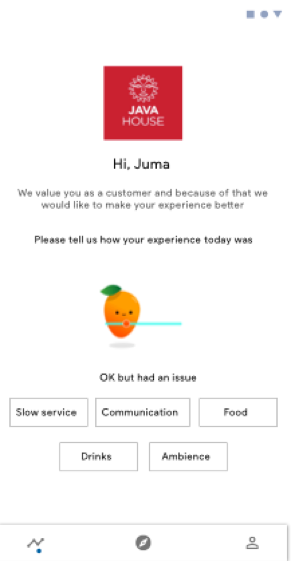 JAVA
HOUSE
Hi, Juma
We value you as a customer and because of that we
would like to make your experience better
Please tell us how your experience today was
OK but had an issue
Slow service
Communication
Food
Drinks
Ambience